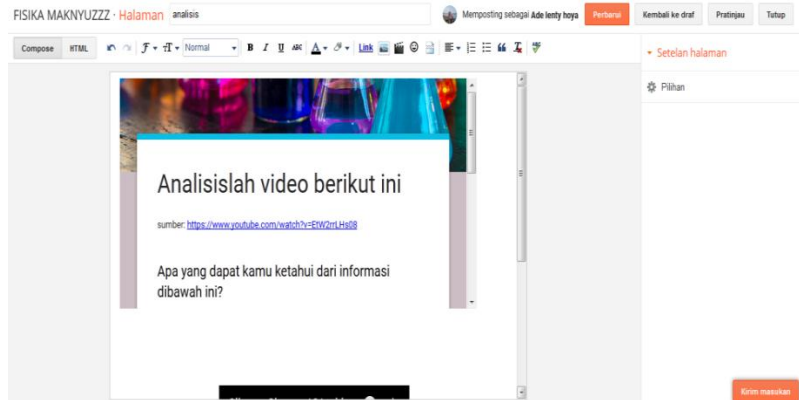 FISIKA MAKNYUZZZ · Halaman analisis
Memposting sebagai Ade lenty hoya Perbarui Kembali ke draf Pratinjau Tutup
Compose HTML Normal B I U ABC A Link
Setelan halaman
Pilihan
Analisislah video berikut ini
sumber: https://www.youtube.com/watch?v=EtW2rrLHs08
Apa yang dapat kamu ketahui dari informasi
dibawah ini?
Kirim masukan